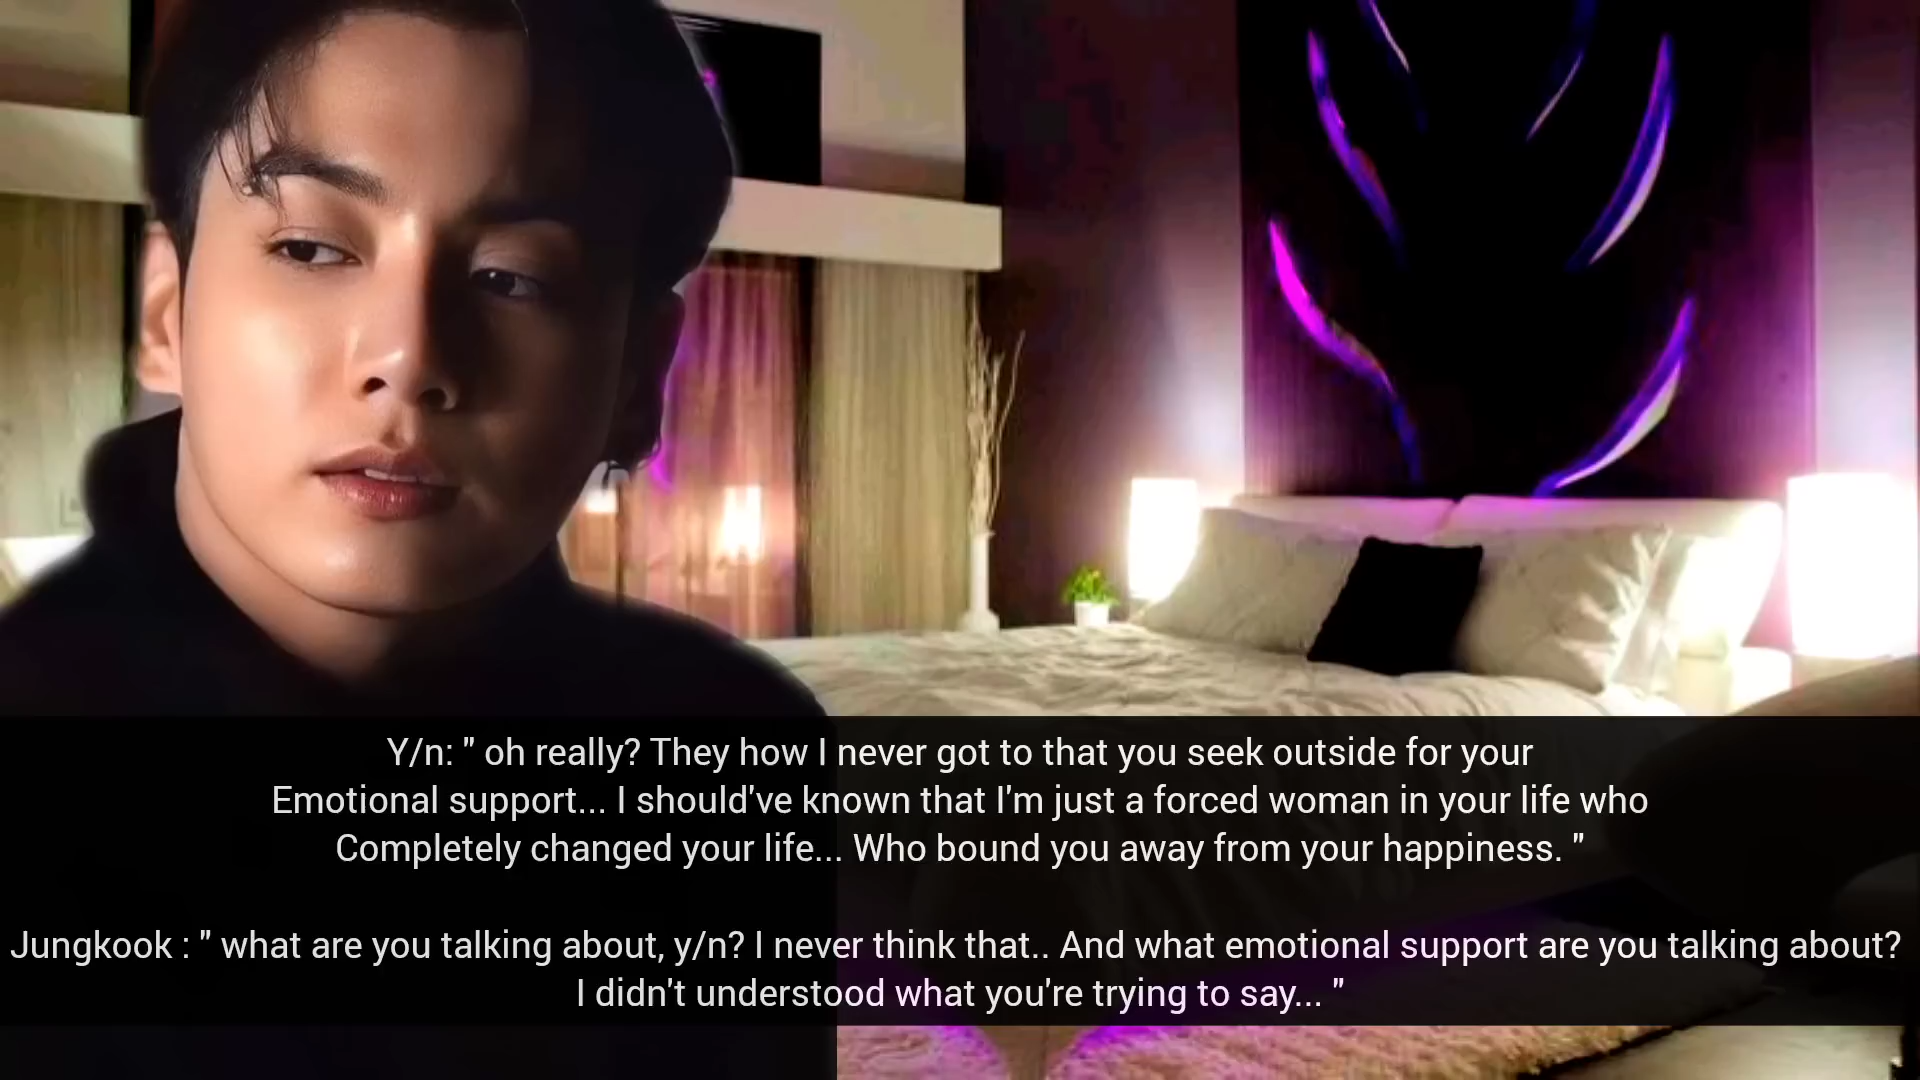 Y/n: " oh really? They how I never got to that you seek outside for your
Emotional support... I should've known that I'm just a forced woman in your life who
Completely changed your life... Who bound you away from your happiness. "
Jungkook : " what are you talking about, y/n? I never think that.. And what emotional support are you talking about?
I didn't understood what you're trying to say... "